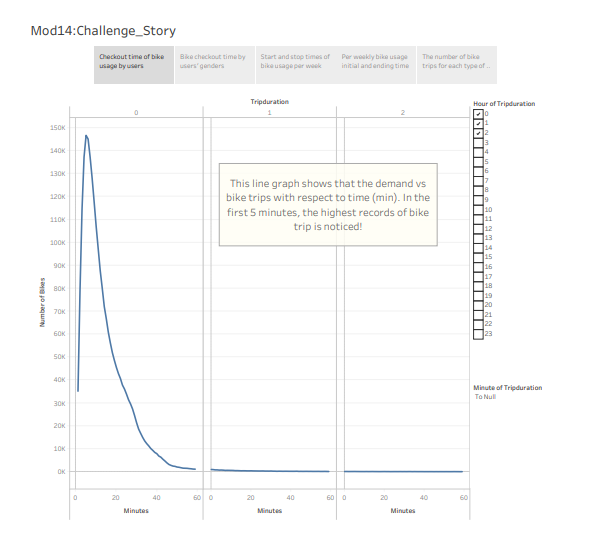 Mod14:Challenge_Story
Checkout time of bike
usage by users
Bike checkout time by
users' genders
Start and stop times of
bike usage per week
Per weekly bike usage
initial and ending time
The number of bike
trips for each type of ..
Tripduration
0 1 2
150K
140K
130K
120K
110K
100K
90K
80K
70K
60K
50K
40K
30K
20K
10K
0K
Number of Bikes
This line graph shows that the demand vs
bike trips with respect to time (min). In the
first 5 minutes, the highest records of bike
trip is noticed!
0 20 40 60 0 20 40 60 0 20 40 60
Minutes Minutes Minutes
Hour of Tripduration
0
1
2
3
4
5
6
7
8
9
10
11
12
13
14
15
16
17
18
19
20
21
22
23
Minute of Tripduration
To Null